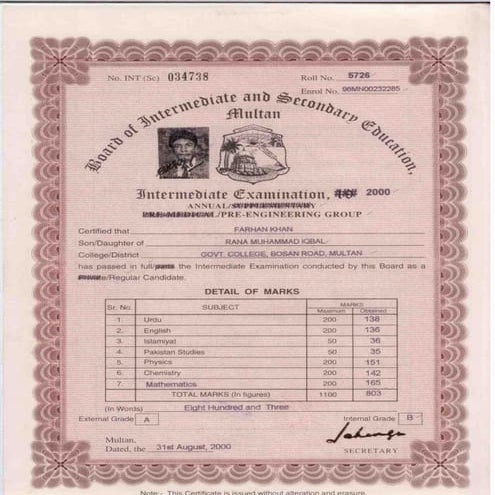 No. INT (Sc) 034738 Roll No. 5726
Enrol No. 96MN00232285
Board of Intermediate and Secondary Education,
Multan
Intermediate Examination, 2000
ANNUAL/SUPPLEMENTARY
PRE-MEDICAL/PRE-ENGINEERING GROUP
Certified that FARHAN KHAN
Son/Daughter of RANA MUHAMMAD IQBAL
College/District GOVT. COLLEGE, BOSAN ROAD, MULTAN
has passed in full/parts the Intermediate Examination conducted by this Board as a
Private/Regular Candidate.
DETAIL OF MARKS
Sr. No SUBJECT MARKS
Maximum Obtained
1. Urdu 200 138
2. English 200 136
3. Islamiyat 50 36
4. Pakistan Studies 50 35
5. Physics 200 151
6. Chemistry 200 142
7. Mathematics 200 165
TOTAL MARKS (In figures) 1100 803
(In Words) Eight Hundred and Three
External Grade A Internal Grade B
Multan,
Dated, the 31st August, 2000 SECRETARY
Note:- This Certificate is issued without alteration and erasure.